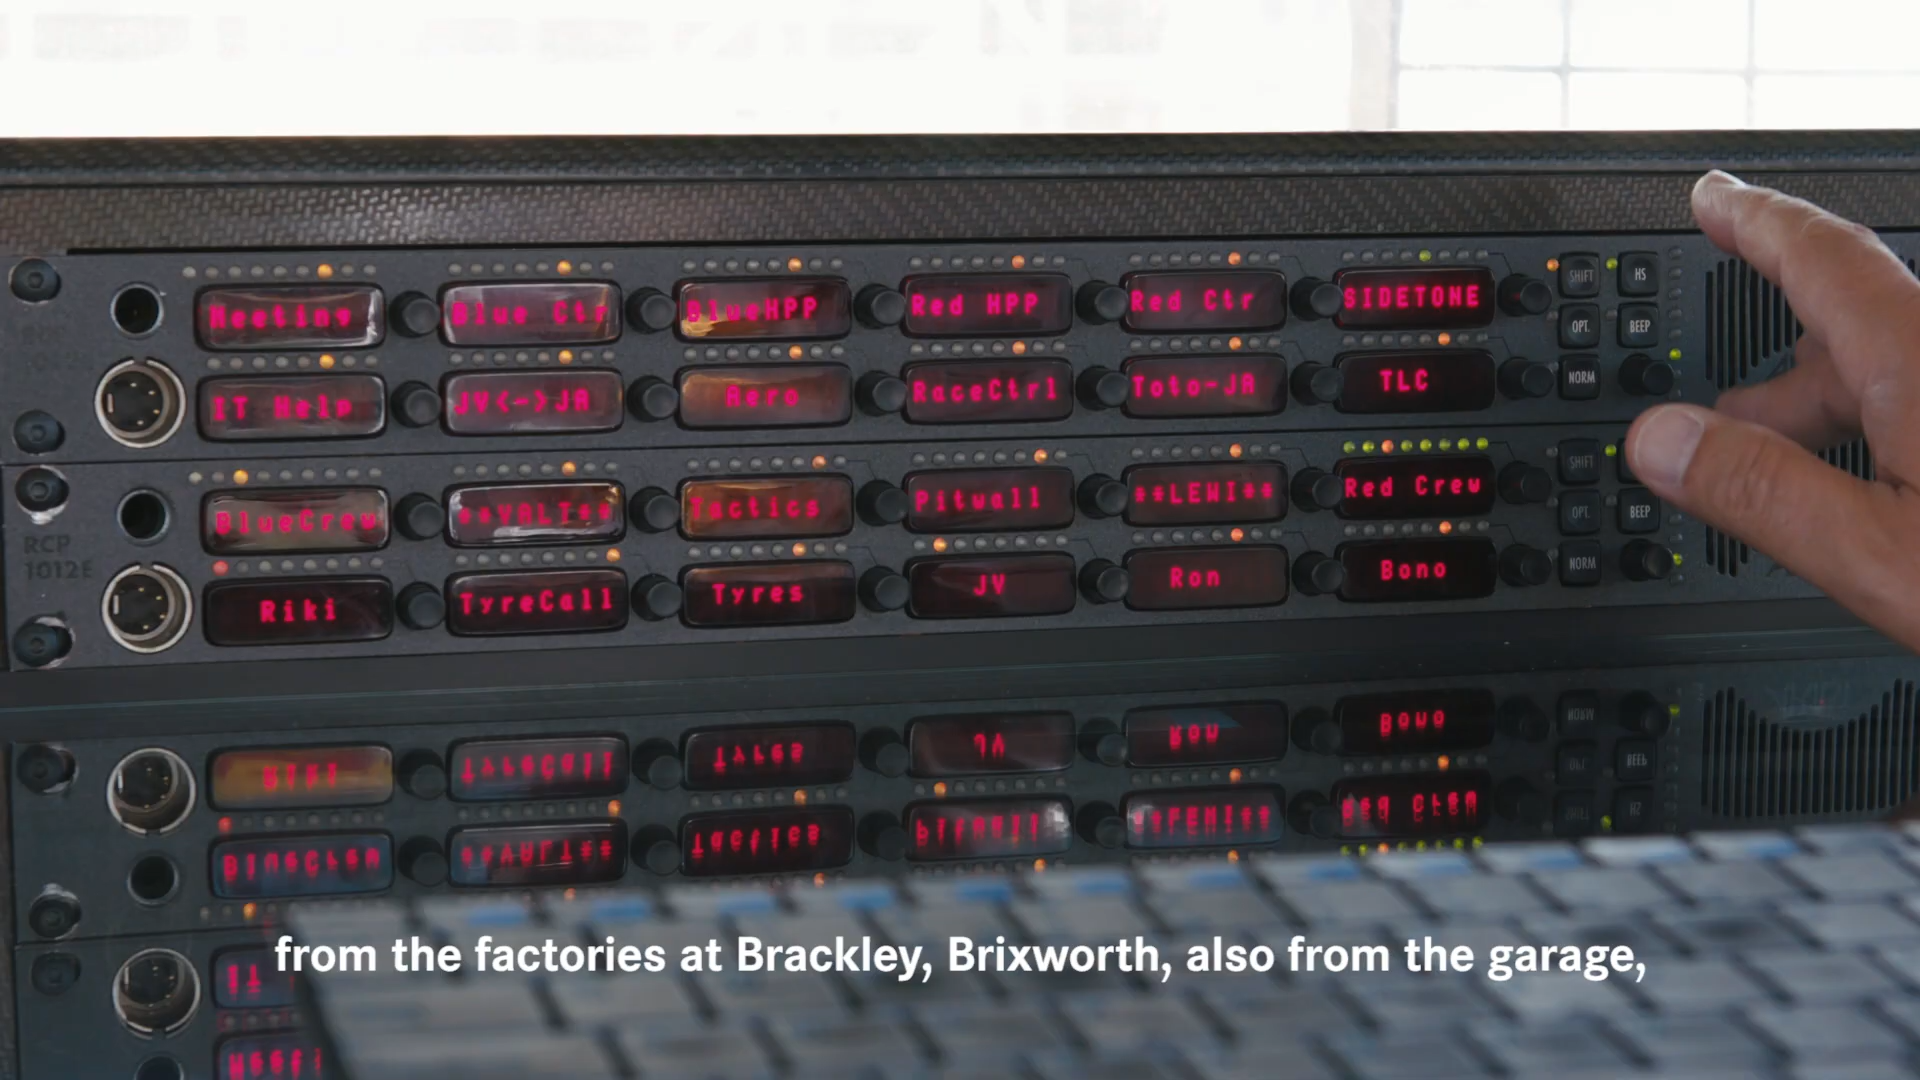 Meeting Blue Ctr BlueHPP Red HPP Red Ctr SIDETONE SHIFT HS
OPT. BEEP
IT Help JV<->JA Aero RaceCtrl Toto-JA TLC NORM
SHIFT
BlueCrew **VALT** Tactics Pitwall **LEWI** Red Crew
OPT. BEEP
RCP
1012E
Riki TyreCall Tyres JV Ron Bono NORM
from the factories at Brackley, Brixworth, also from the garage,